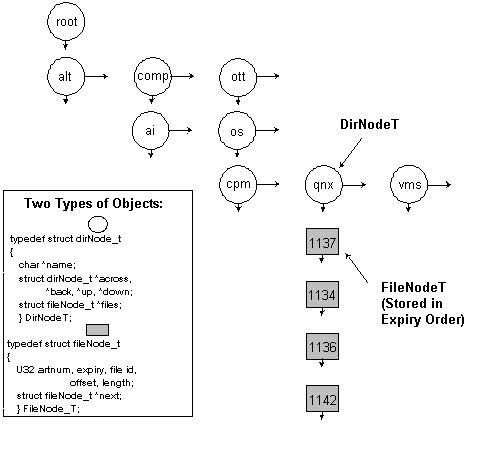 root
alt
comp
ott
ai
os
DirNodeT
cpm
qnx
vms
Two Types of Objects:
typedef struct dirNode_t
{
char *name;
struct dirNode_t *across,
*back, *up, *down;
struct fileNode_t *files;
} DirNodeT;
typedef struct fileNode_t
{
U32 artnum, expiry, file id,
offset, length;
struct fileNode_t *next;
} FileNode_T;
1137
1134
1136
1142
FileNodeT
(Stored in
Expiry Order)